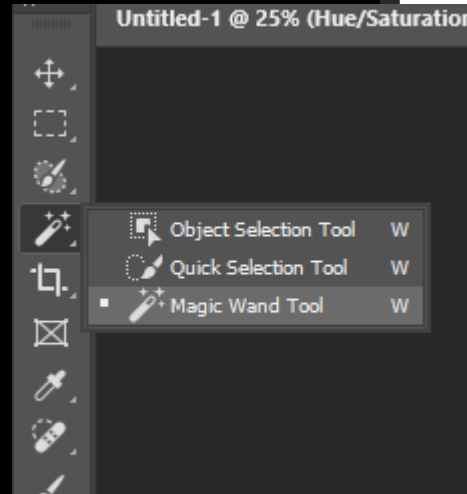 Untitled-1 @ 25% (Hue/Saturation
Object Selection Tool W
Quick Selection Tool W
Magic Wand Tool W